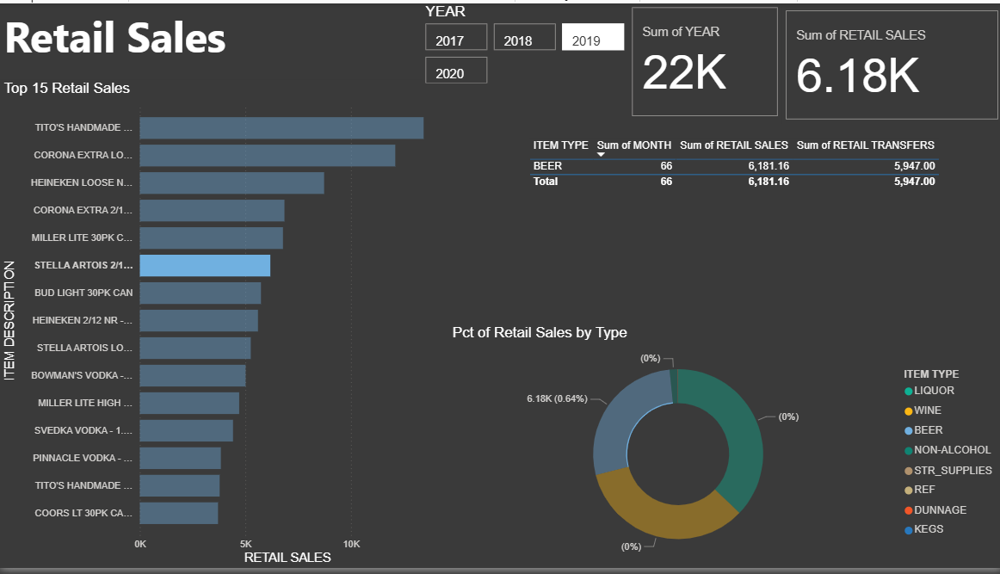 Retail Sales
YEAR
2017
2018
2019
2020
Sum of YEAR
22K
Sum of RETAIL SALES
6.18K
Top 15 Retail Sales
ITEM DESCRIPTION
TITO'S HANDMADE ...
CORONA EXTRA LO...
HEINEKEN LOOSE N...
CORONA EXTRA 2/1...
MILLER LITE 30PK C...
STELLA ARTOIS 2/1...
BUD LIGHT 30PK CAN
HEINEKEN 2/12 NR -...
STELLA ARTOIS LO...
BOWMAN'S VODKA -...
MILLER LITE HIGH ...
SVEDKA VODKA - 1....
PINNACLE VODKA - ...
TITO'S HANDMADE ...
COORS LT 30PK CA...
0K 5K 10K
RETAIL SALES
ITEM TYPE Sum of MONTH Sum of RETAIL SALES Sum of RETAIL TRANSFERS
BEER 66 6,181.16 5,947.00
Total 66 6,181.16 5,947.00
Pct of Retail Sales by Type
(0%)
6.18K (0.64%)
(0%)
(0%)
ITEM TYPE
LIQUOR
WINE
BEER
NON-ALCOHOL
STR_SUPPLIES
REF
DUNNAGE
KEGS